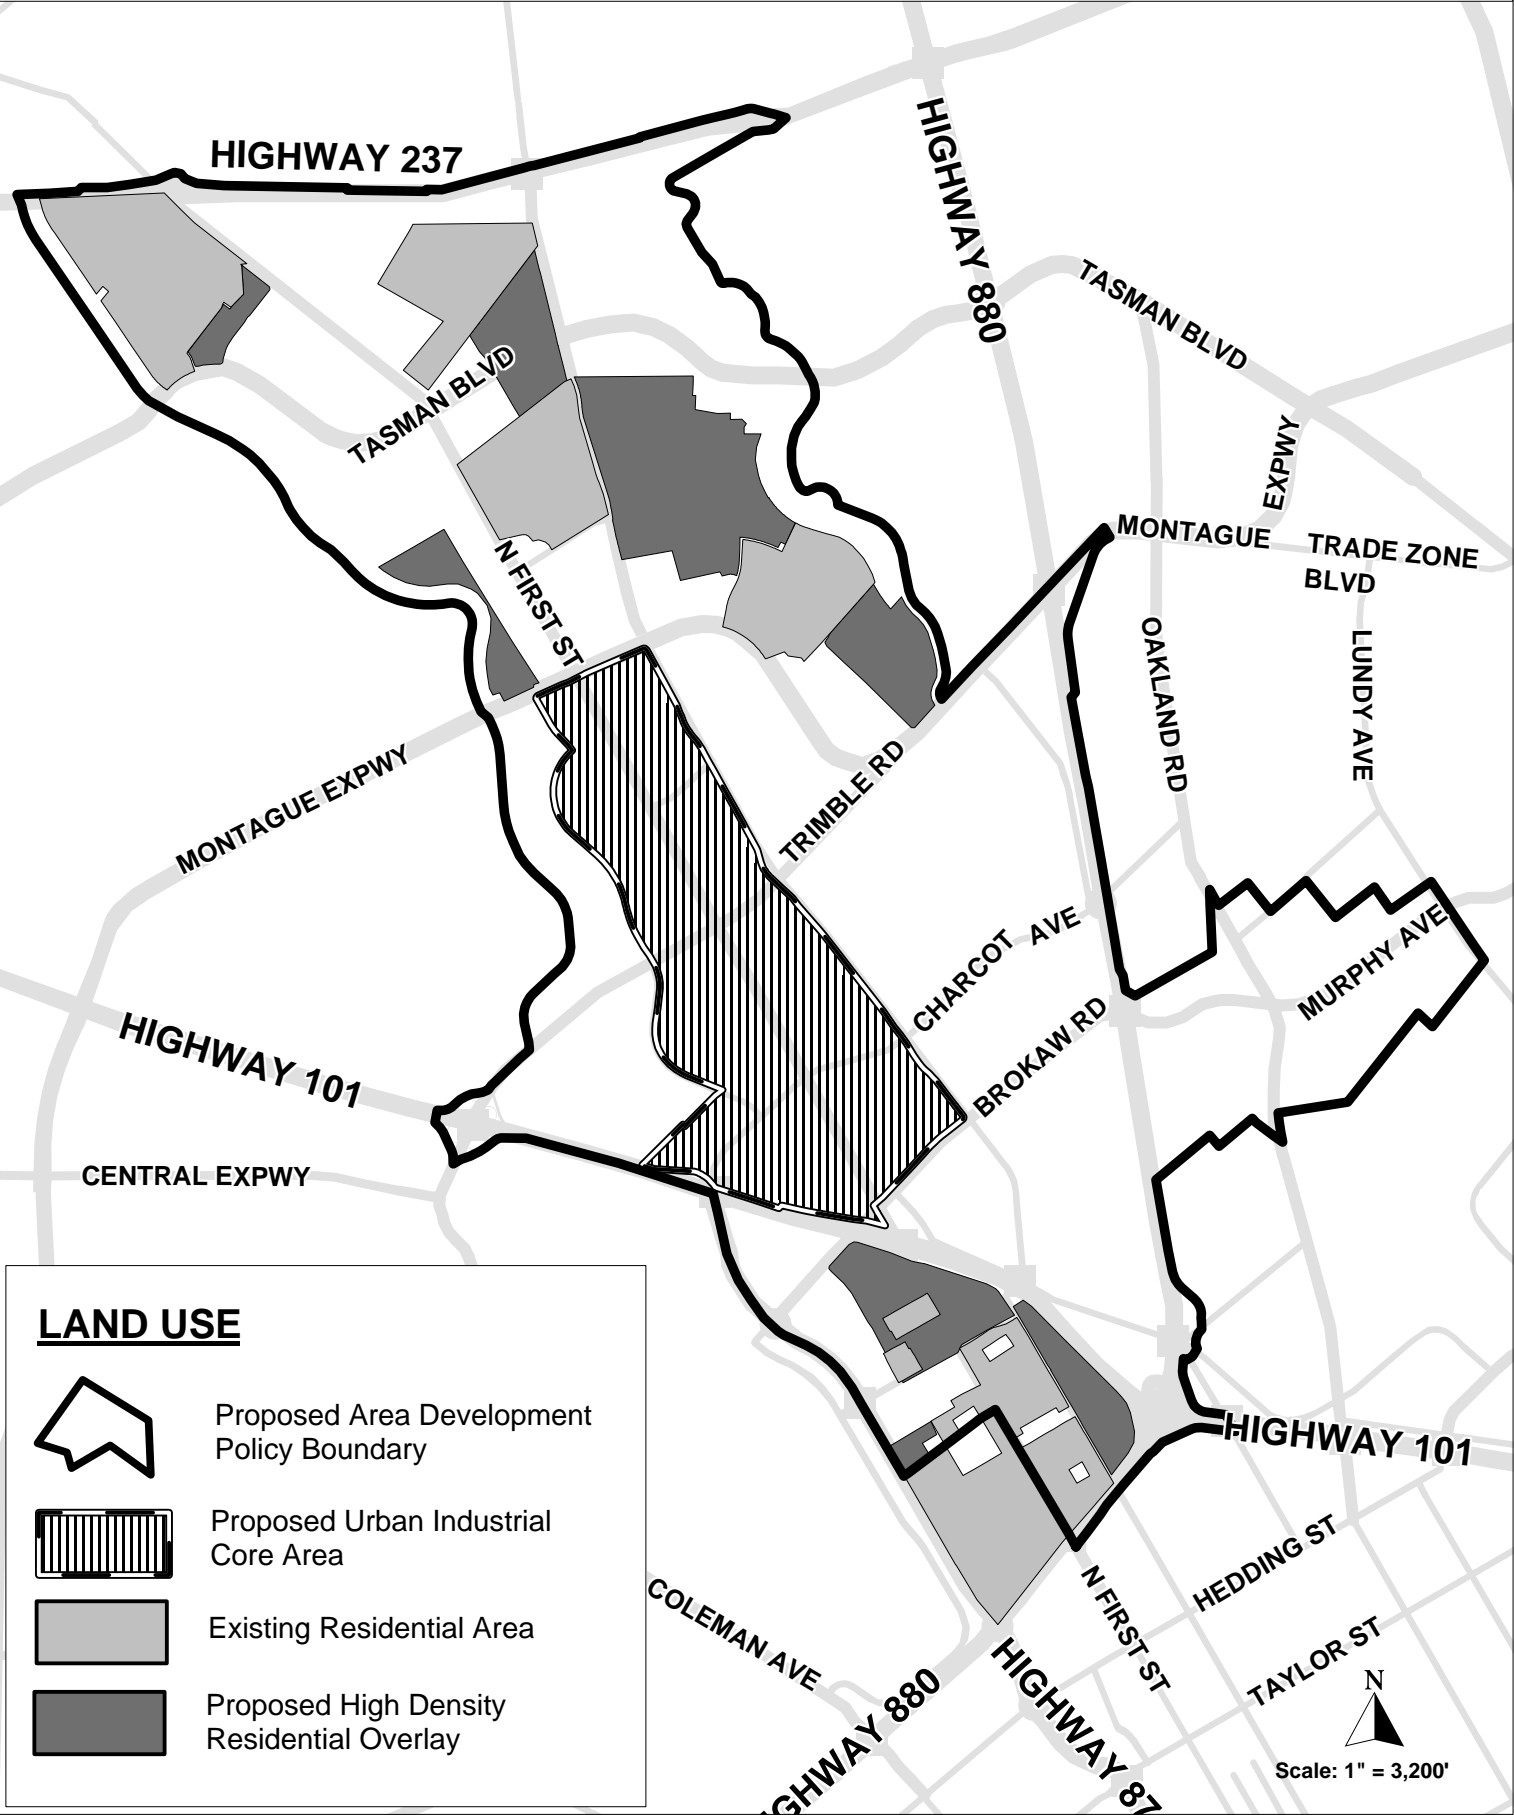 HIGHWAY 237
HIGHWAY 880
TASMAN BLVD
TASMAN BLVD
EXPWY
MONTAGUE
TRADE ZONE
BLVD
N FIRST ST
OAKLAND RD
LUNDY AVE
MONTAGUE EXPWY
TRIMBLE RD
CHARCOT AVE
MURPHY AVE
BROKAW RD
HIGHWAY 101
CENTRAL EXPWY
HIGHWAY 101
HEDDING ST
N FIRST ST
TAYLOR ST
COLEMAN AVE
GHWAY 880
HIGHWAY 87
LAND USE
Proposed Area Development
Policy Boundary
Proposed Urban Industrial
Core Area
Existing Residential Area
Proposed High Density
Residential Overlay
N
Scale: 1" = 3,200'